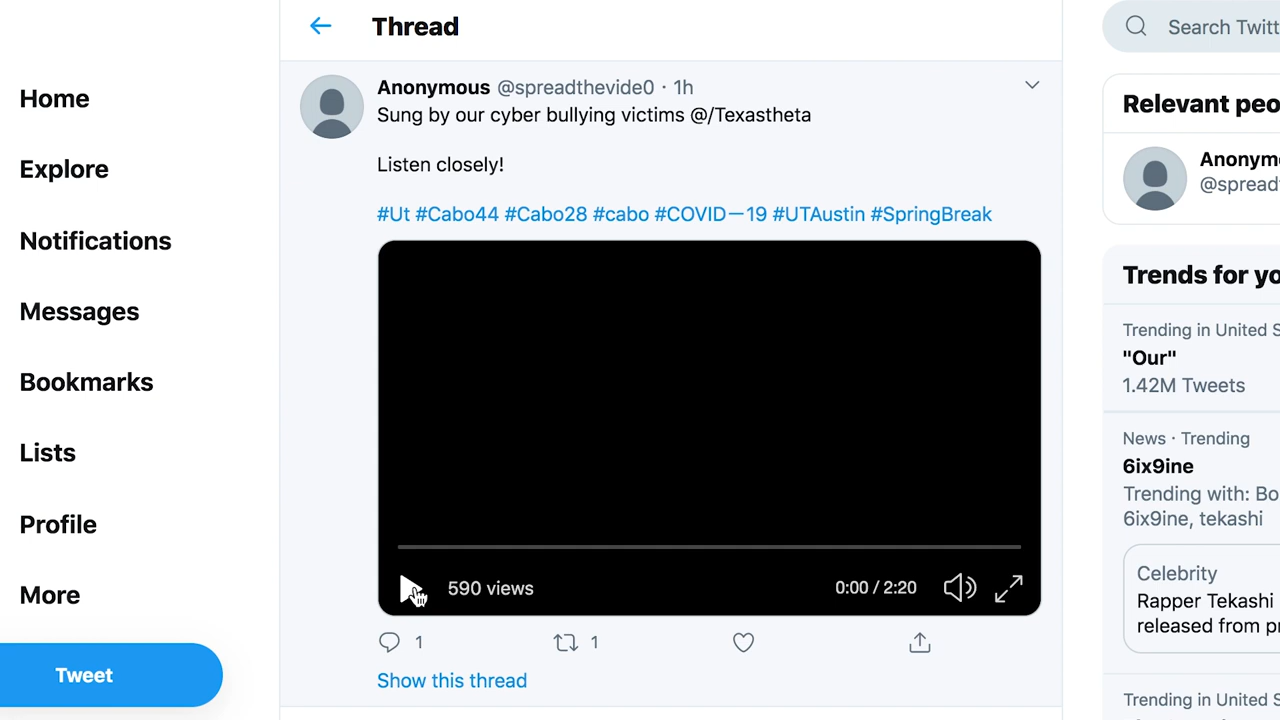 Thread
Search Twitt
Home
Explore
Notifications
Messages
Bookmarks
Lists
Profile
More
Tweet
Anonymous @spreadthevide0 · 1h
Sung by our cyber bullying victims @/Texastheta
Listen closely!
#Ut #Cabo44 #Cabo28 #cabo #COVID—19 #UTAustin #SpringBreak
590 views
0:00 / 2:20
1
1
Show this thread
Relevant peo
Anonym
@spread
Trends for yo
Trending in United S
"Our"
1.42M Tweets
News · Trending
6ix9ine
Trending with: Bo
6ix9ine, tekashi
Celebrity
Rapper Tekashi
released from pr
Trending in United S